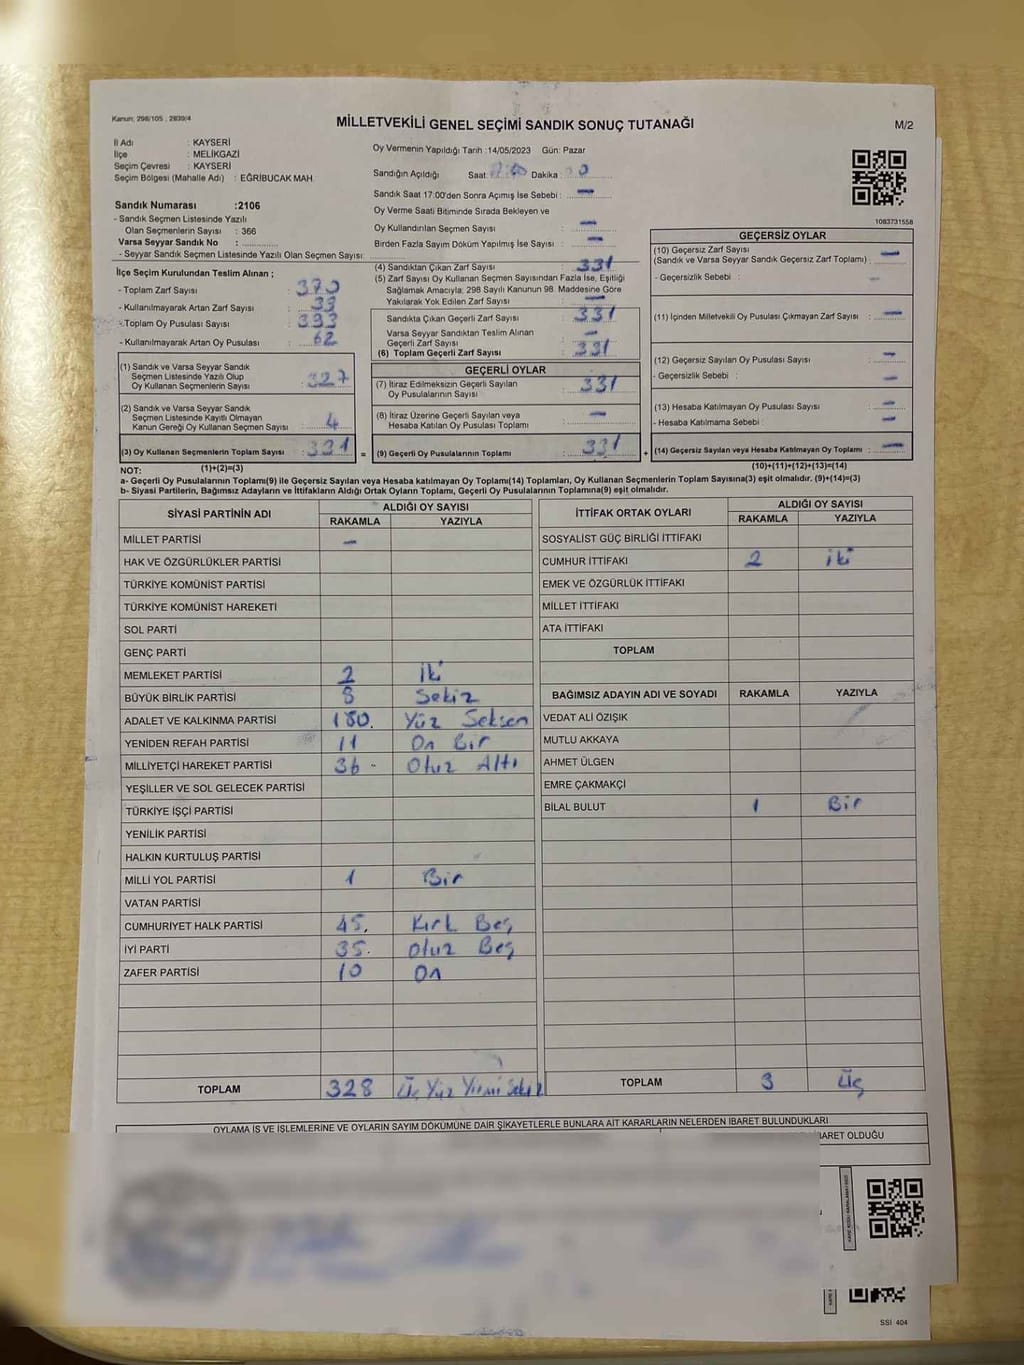 Kanun; 298/105 , 2839/4
MİLLETVEKİLİ GENEL SEÇİMİ SANDIK SONUÇ TUTANAĞI
M/2
İl Adı : KAYSERİ
İlçe : MELİKGAZİ
Seçim Çevresi : KAYSERİ
Seçim Bölgesi (Mahalle Adı) : EĞRİBUCAK MAH.
Oy Vermenin Yapıldığı Tarih :14/05/2023 Gün: Pazar
Sandığın Açıldığı Saat Dakika :
Sandık Saat 17:00'den Sonra Açımış İse Sebebi : —
Oy Verme Saati Bitiminde Sırada Bekleyen ve
Oy Kullandırılan Seçmen Sayısı : —
Birden Fazla Sayım Döküm Yapılmış İse Sayısı : —
1083731558
Sandık Numarası :2106
- Sandık Seçmen Listesinde Yazılı
Olan Seçmenlerin Sayısı : 366
Varsa Seyyar Sandık No :
- Seyyar Sandık Seçmen Listesinde Yazılı Olan Seçmen Sayısı:
İlçe Seçim Kurulundan Teslim Alınan ;
- Toplam Zarf Sayısı : 370
- Kullanılmayarak Artan Zarf Sayısı : 39
- Toplam Oy Pusulası Sayısı : 393
- Kullanılmayarak Artan Oy Pusulası : 62
(1) Sandık ve Varsa Seyyar Sandık
Seçmen Listesinde Yazılı Olup
Oy Kullanan Seçmenlerin Sayısı : 327
(2) Sandık ve Varsa Seyyar Sandık
Seçmen Listesinde Kayıtlı Olmayan
Kanun Gereği Oy Kullanan Seçmen Sayısı : 4
(3) Oy Kullanan Seçmenlerin Toplam Sayısı : 331
(4) Sandıktan Çıkan Zarf Sayısı : 331
(5) Zarf Sayısı Oy Kullanan Seçmen Sayısından Fazla İse, Eşitliği
Sağlamak Amacıyla; 298 Sayılı Kanunun 98. Maddesine Göre
Yakılarak Yok Edilen Zarf Sayısı : —
Sandıkta Çıkan Geçerli Zarf Sayısı : 331
Varsa Seyyar Sandıktan Teslim Alınan
Geçerli Zarf Sayısı : —
(6) Toplam Geçerli Zarf Sayısı : 331
GEÇERLİ OYLAR
(7) İtiraz Edilmeksizin Geçerli Sayılan
Oy Pusulalarının Sayısı : 331
(8) İtiraz Üzerine Geçerli Sayılan veya
Hesaba Katılan Oy Pusulası Toplamı : —
= (9) Geçerli Oy Pusulalarının Toplamı : 331
GEÇERSİZ OYLAR
(10) Geçersiz Zarf Sayısı
(Sandık ve Varsa Seyyar Sandık Geçersiz Zarf Toplamı) : —
- Geçersizlik Sebebi : —
(11) İçinden Milletvekili Oy Pusulası Çıkmayan Zarf Sayısı : —
(12) Geçersiz Sayılan Oy Pusulası Sayısı : —
- Geçersizlik Sebebi : —
(13) Hesaba Katılmayan Oy Pusulası Sayısı : —
- Hesaba Katılmama Sebebi : —
+ (14) Geçersiz Sayılan veya Hesaba Katılmayan Oy Toplamı : —
NOT: (1)+(2)=(3)
(10)+(11)+(12)+(13)=(14)
a- Geçerli Oy Pusulalarının Toplamı(9) ile Geçersiz Sayılan veya Hesaba katılmayan Oy Toplamı(14) Toplamları, Oy Kullanan Seçmenlerin Toplam Sayısına(3) eşit olmalıdır. (9)+(14)=(3)
b- Siyasi Partilerin, Bağımsız Adayların ve İttifakların Aldığı Ortak Oyların Toplamı, Geçerli Oy Pusulalarının Toplamına(9) eşit olmalıdır.
SİYASİ PARTİNİN ADI ALDIĞI OY SAYISI
RAKAMLA YAZIYLA
MİLLET PARTİSİ —
HAK VE ÖZGÜRLÜKLER PARTİSİ
TÜRKİYE KOMÜNİST PARTİSİ
TÜRKİYE KOMÜNİST HAREKETİ
SOL PARTİ
GENÇ PARTİ
MEMLEKET PARTİSİ 2 İki
BÜYÜK BİRLİK PARTİSİ 8 Sekiz
ADALET VE KALKINMA PARTİSİ 180. Yüz Seksen
YENİDEN REFAH PARTİSİ 11 On Bir
MİLLİYETÇİ HAREKET PARTİSİ 36 - Otuz Altı
YEŞİLLER VE SOL GELECEK PARTİSİ
TÜRKİYE İŞÇİ PARTİSİ
YENİLİK PARTİSİ
HALKIN KURTULUŞ PARTİSİ
MİLLİ YOL PARTİSİ 1 Bir
VATAN PARTİSİ
CUMHURİYET HALK PARTİSİ 45. Kırk Beş
İYİ PARTİ 35. Otuz Beş
ZAFER PARTİSİ 10 On
TOPLAM 328 Üç Yüz Yirmi Sekiz
İTTİFAK ORTAK OYLARI ALDIĞI OY SAYISI
RAKAMLA YAZIYLA
SOSYALİST GÜÇ BİRLİĞİ İTTİFAKI
CUMHUR İTTİFAKI 2 İki
EMEK VE ÖZGÜRLÜK İTTİFAKI
MİLLET İTTİFAKI
ATA İTTİFAKI
TOPLAM
BAĞIMSIZ ADAYIN ADI VE SOYADI RAKAMLA YAZIYLA
VEDAT ALİ ÖZIŞIK
MUTLU AKKAYA
AHMET ÜLGEN
EMRE ÇAKMAKÇİ
BİLAL BULUT 1 Bir
TOPLAM 3 Üç
OYLAMA İŞ VE İŞLEMLERİNE VE OYLARIN SAYIM DÖKÜMÜNE DAİR ŞİKAYETLERLE BUNLARA AİT KARARLARIN NELERDEN İBARET BULUNDUKLARI
İBARET OLDUĞU
SSİ 404